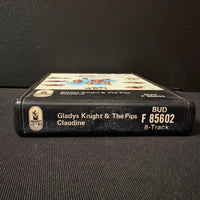 Gladys Knight & The Pips
Claudine
BUD
F 85602
8-Track